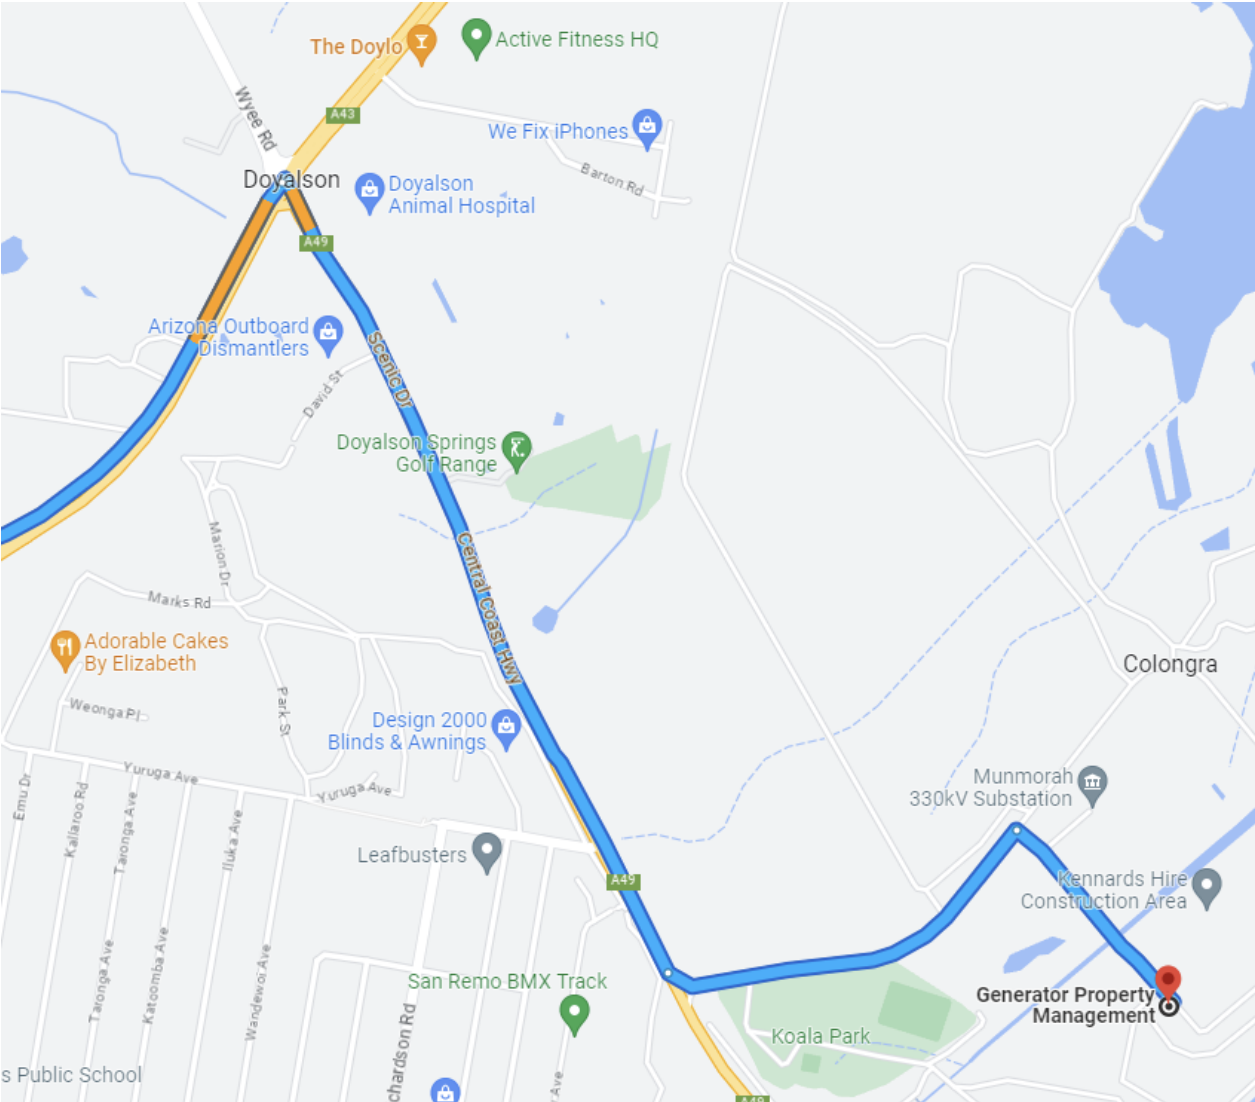 The Doylo
Active Fitness HQ
Wyee Rd
A43
We Fix iPhones
Barton Rd
Doyalson
Doyalson
Animal Hospital
A49
Arizona Outboard
Dismantlers
Scenic Dr
David St
Doyalson Springs
Golf Range
Marion Dr
Central Coast Hwy
Marks Rd
Adorable Cakes
By Elizabeth
Colongra
Weonga Pl
Park St
Design 2000
Blinds & Awnings
Yuruga Ave
Yuruga Ave
Munmorah
330kV Substation
Emu Dr
Kallaroo Rd
Taronga Ave
Iluka Ave
Leafbusters
A49
Kennards Hire
Construction Area
Taronga Ave
Katoomba Ave
Wandewoi Ave
San Remo BMX Track
Generator Property
Management
Koala Park
chardson Rd
s Public School
Ave
A49